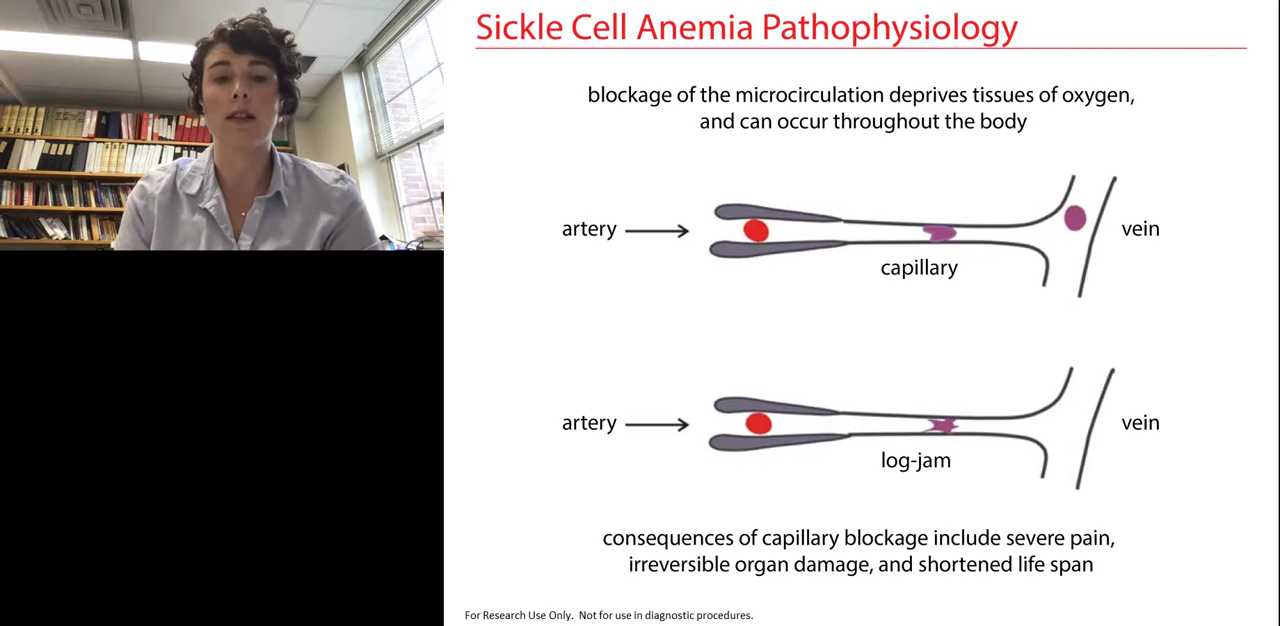 Sickle Cell Anemia Pathophysiology
blockage of the microcirculation deprives tissues of oxygen,
and can occur throughout the body
artery
vein
capillary
artery
vein
log-jam
consequences of capillary blockage include severe pain,
irreversible organ damage, and shortened life span
For Research Use Only.  Not for use in diagnostic procedures.